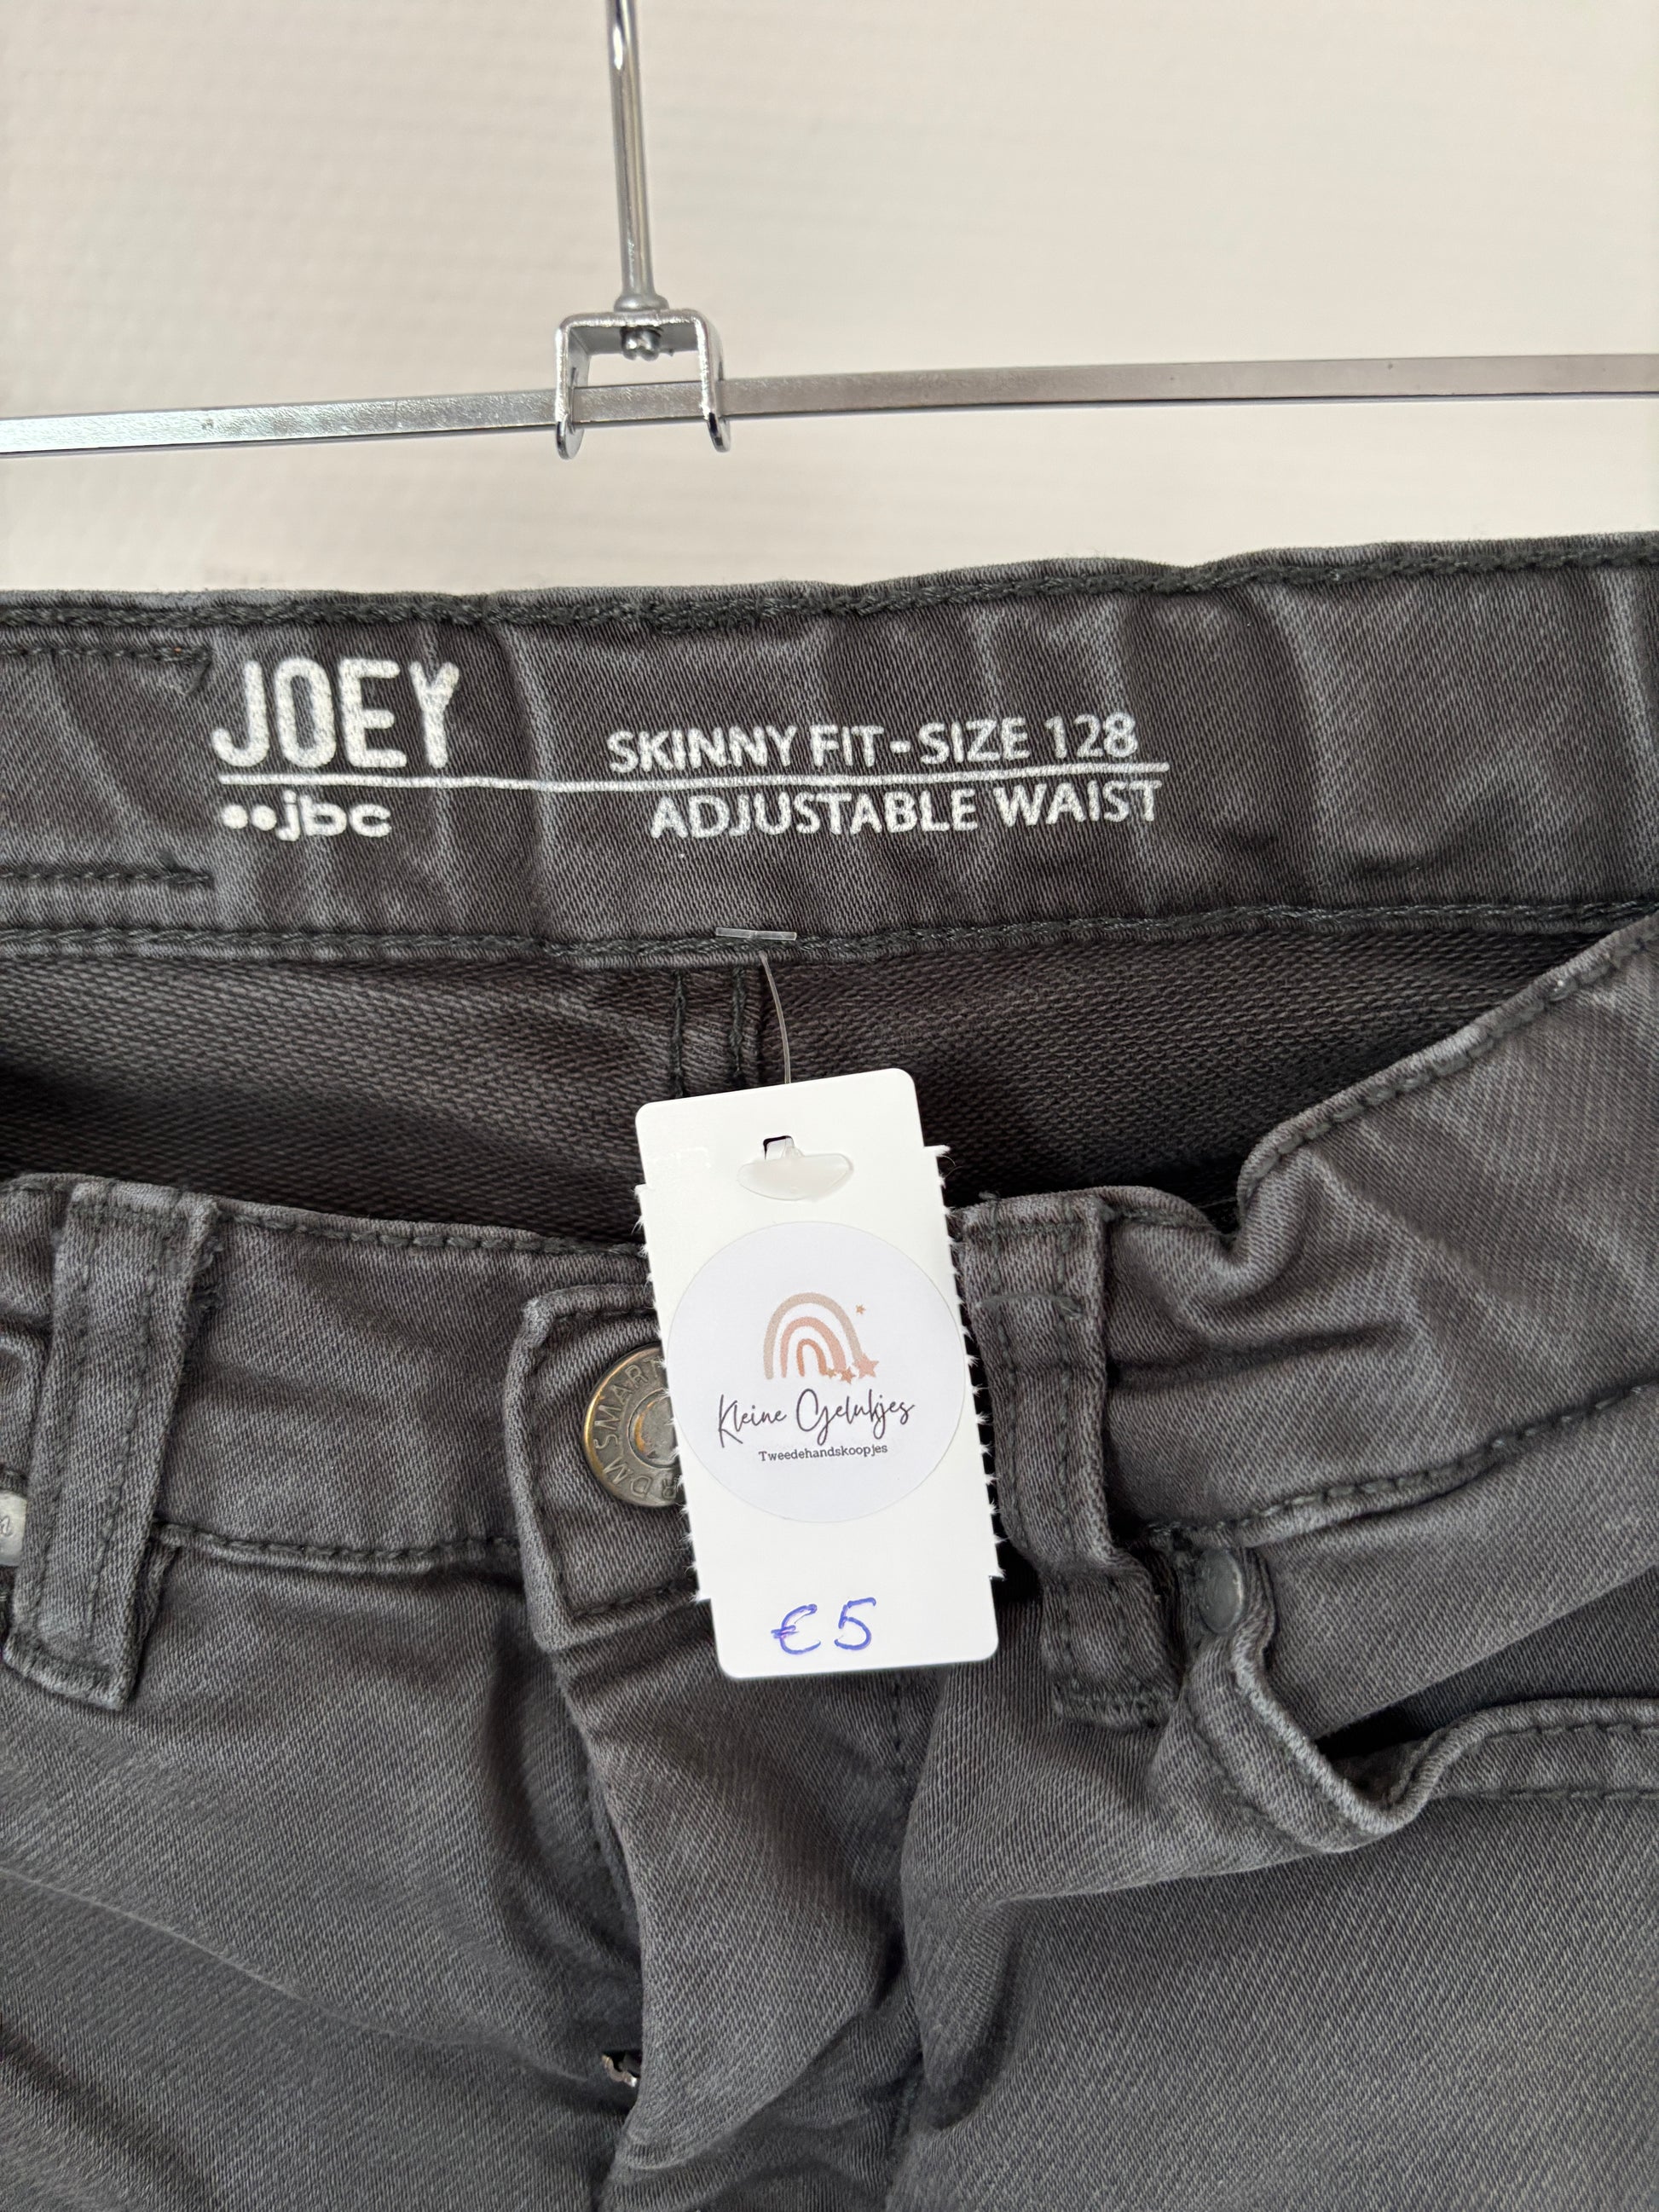 JOEY
SKINNY FIT - SIZE 128
••jbc
ADJUSTABLE WAIST
Kleine Gelukjes
Tweedehandskoopjes
€5